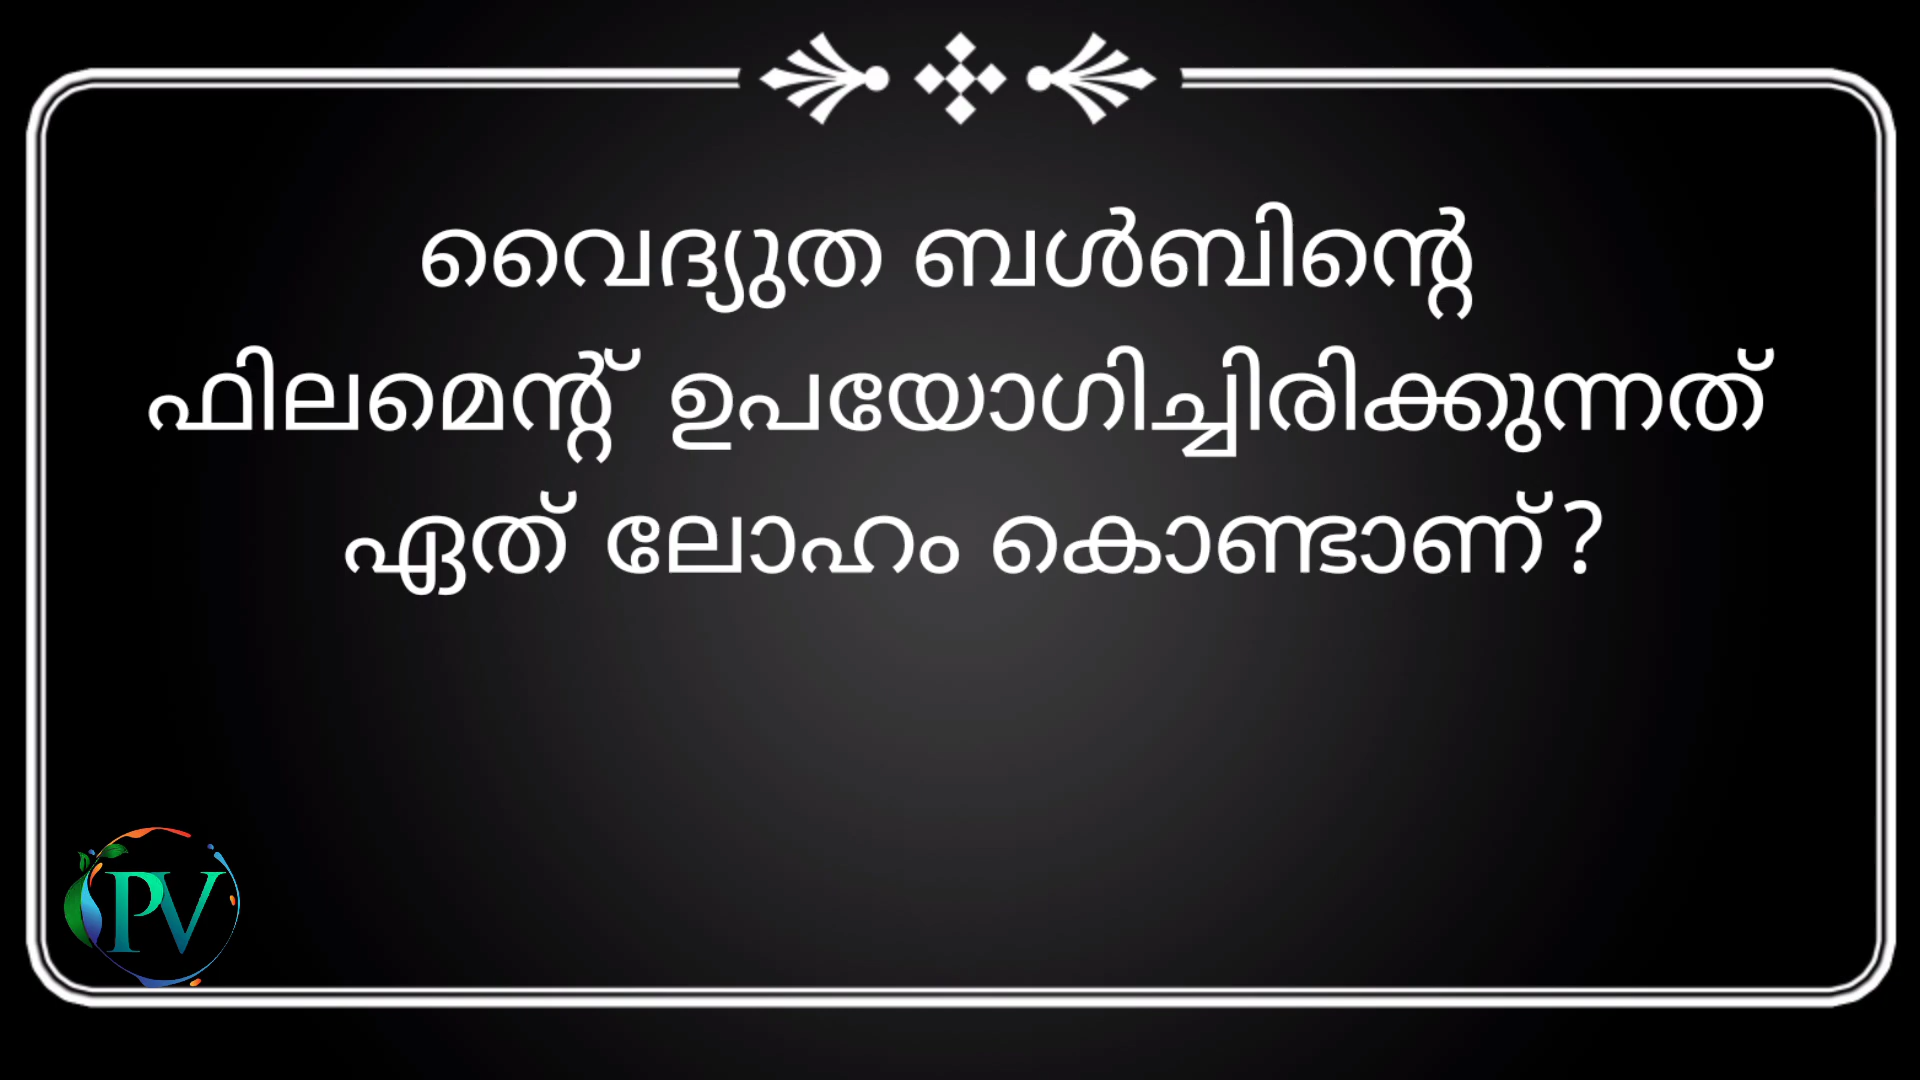 വൈദ്യുത ബൾബിന്റെ
ഫിലമെന്റ് ഉപയോഗിച്ചിരിക്കുന്നത്
ഏത് ലോഹം കൊണ്ടാണ്?
PV